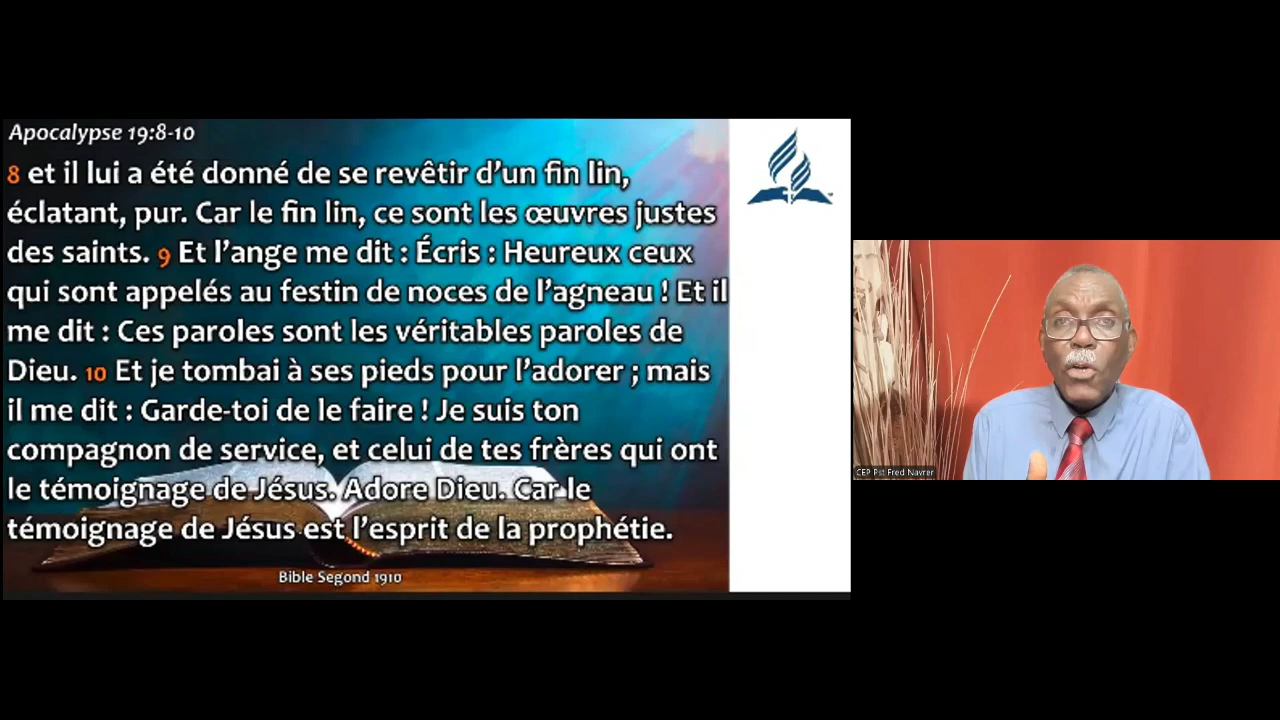 Apocalypse 19:8-10
8 et il lui a été donné de se revêtir d’un fin lin,
éclatant, pur. Car le fin lin, ce sont les œuvres justes
des saints. 9 Et l’ange me dit : Écris : Heureux ceux
qui sont appelés au festin de noces de l’agneau ! Et il
me dit : Ces paroles sont les véritables paroles de
Dieu. 10 Et je tombai à ses pieds pour l’adorer ; mais
il me dit : Garde-toi de le faire ! Je suis ton
compagnon de service, et celui de tes frères qui ont
le témoignage de Jésus. Adore Dieu. Car le
témoignage de Jésus est l’esprit de la prophétie.
Bible Segond 1910
CEP Pst Fred Navrer